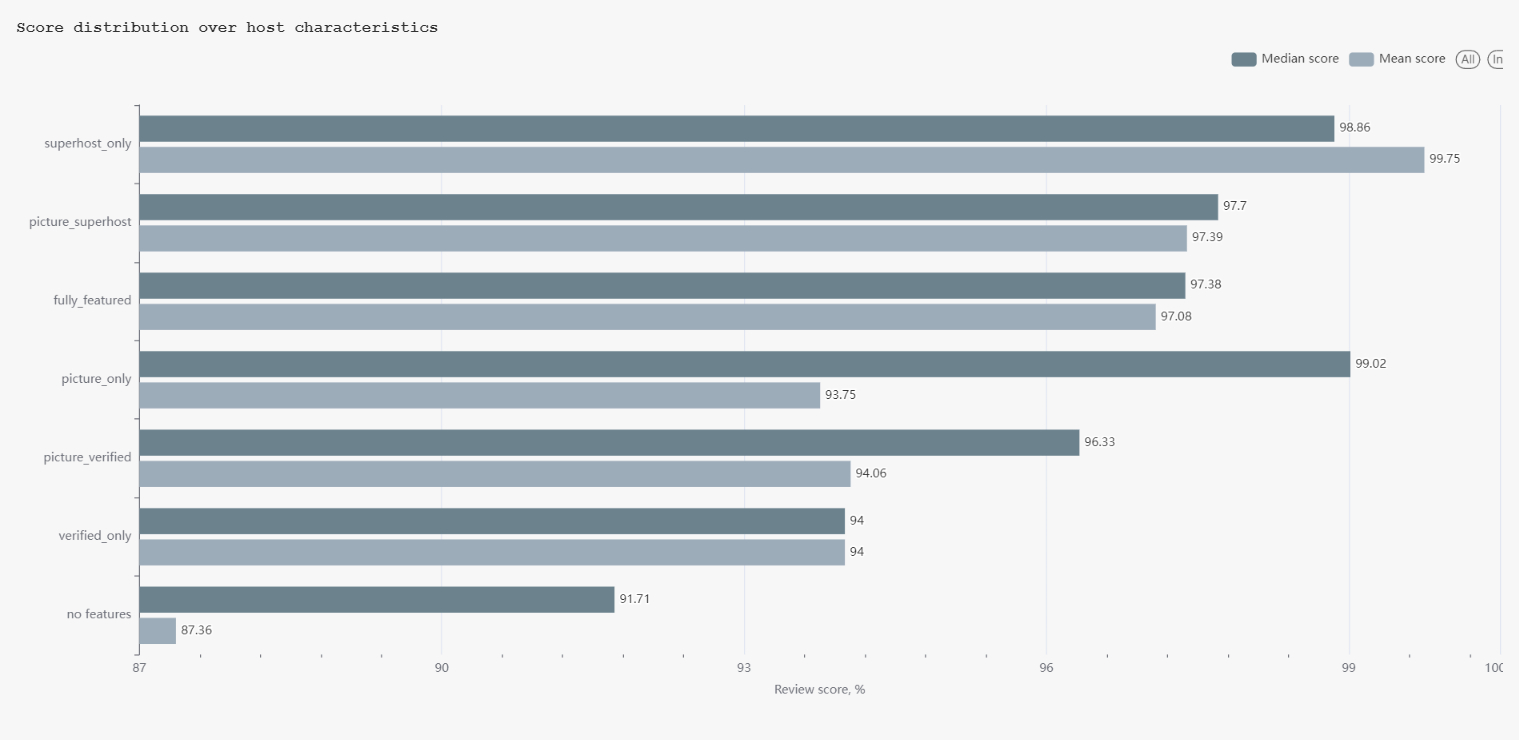 Score distribution over host characteristics
Median score Mean score All In
superhost_only 98.86
99.75
picture_superhost 97.7
97.39
fully_featured 97.38
97.08
picture_only 99.02
93.75
picture_verified 96.33
94.06
verified_only 94
94
no features 91.71
87.36
87 90 93 96 99 100
Review score, %